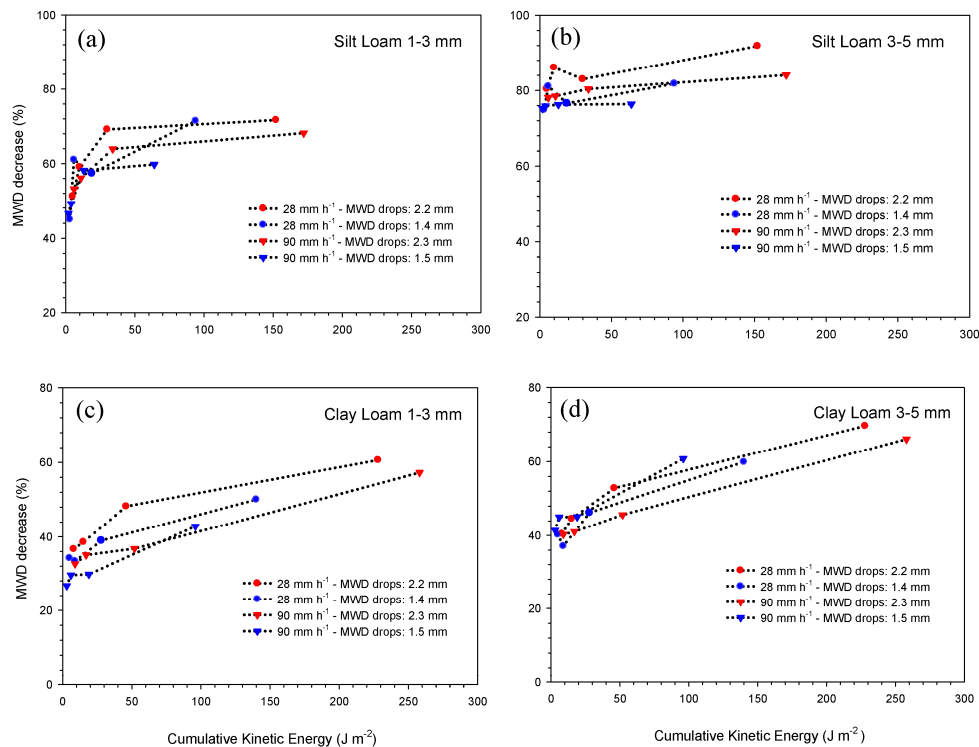 (a)
Silt Loam 1-3 mm
MWD decrease (%)
100
80
60
40
20
0 50 100 150 200 250 300
28 mm h⁻¹ - MWD drops: 2.2 mm
28 mm h⁻¹ - MWD drops: 1.4 mm
90 mm h⁻¹ - MWD drops: 2.3 mm
90 mm h⁻¹ - MWD drops: 1.5 mm
(b)
Silt Loam 3-5 mm
100
80
60
40
20
0 50 100 150 200 250 300
28 mm h⁻¹ - MWD drops: 2.2 mm
28 mm h⁻¹ - MWD drops: 1.4 mm
90 mm h⁻¹ - MWD drops: 2.3 mm
90 mm h⁻¹ - MWD drops: 1.5 mm
(c)
Clay Loam 1-3 mm
MWD decrease (%)
80
60
40
20
0
0 50 100 150 200 250 300
28 mm h⁻¹ - MWD drops: 2.2 mm
28 mm h⁻¹ - MWD drops: 1.4 mm
90 mm h⁻¹ - MWD drops: 2.3 mm
90 mm h⁻¹ - MWD drops: 1.5 mm
Cumulative Kinetic Energy (J m⁻²)
(d)
Clay Loam 3-5 mm
80
60
40
20
0
0 50 100 150 200 250 300
28 mm h⁻¹ - MWD drops: 2.2 mm
28 mm h⁻¹ - MWD drops: 1.4 mm
90 mm h⁻¹ - MWD drops: 2.3 mm
90 mm h⁻¹ - MWD drops: 1.5 mm
Cumulative Kinetic Energy (J m⁻² )